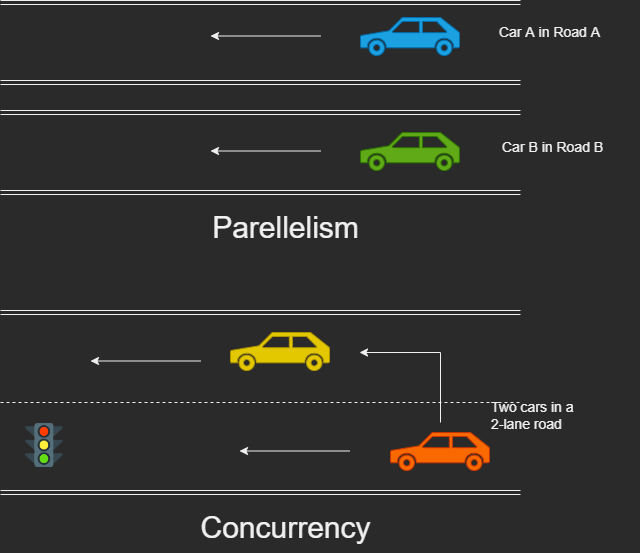 Car A in Road A
Car B in Road B
Parellelism
Two cars in a
2-lane road
Concurrency